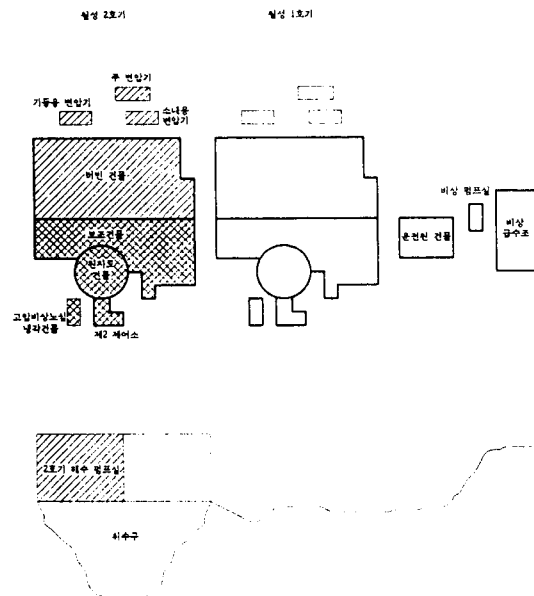 월성 2호기
월성 1호기
주 변압기
기동용 변압기
소내용
변압기
터빈 건물
보조건물
원자로
건물
고압비상노심
냉각건물
제2 제어소
비상 펌프실
운전원 건물
비상
급수조
2호기 해수 펌프실
취수구